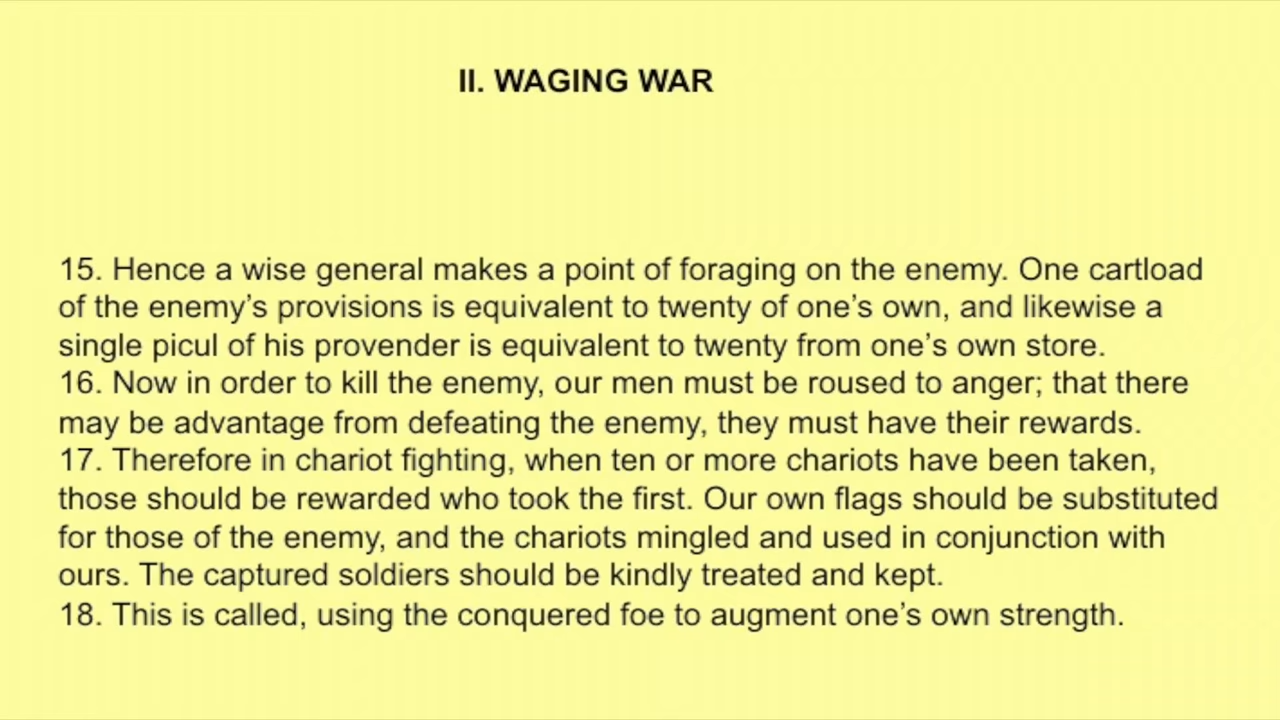 II. WAGING WAR
15. Hence a wise general makes a point of foraging on the enemy. One cartload
of the enemy’s provisions is equivalent to twenty of one’s own, and likewise a
single picul of his provender is equivalent to twenty from one’s own store.
16. Now in order to kill the enemy, our men must be roused to anger; that there
may be advantage from defeating the enemy, they must have their rewards.
17. Therefore in chariot fighting, when ten or more chariots have been taken,
those should be rewarded who took the first. Our own flags should be substituted
for those of the enemy, and the chariots mingled and used in conjunction with
ours. The captured soldiers should be kindly treated and kept.
18. This is called, using the conquered foe to augment one’s own strength.